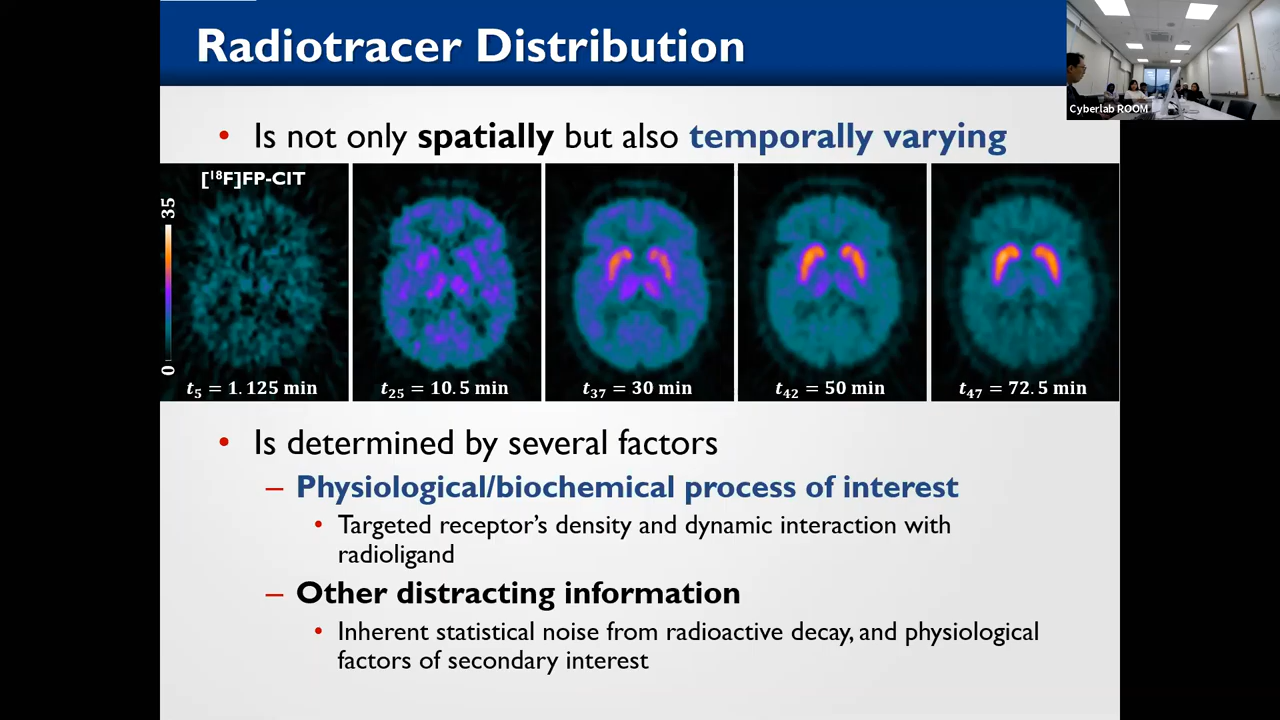 Radiotracer Distribution
Cyberlab ROOM
• Is not only spatially but also temporally varying
[¹⁸F]FP-CIT
35
0
t₅ = 1.125 min
t₂₅ = 10.5 min
t₃₇ = 30 min
t₄₂ = 50 min
t₄₇ = 72.5 min
• Is determined by several factors
– Physiological/biochemical process of interest
• Targeted receptor's density and dynamic interaction with
radioligand
– Other distracting information
• Inherent statistical noise from radioactive decay, and physiological
factors of secondary interest